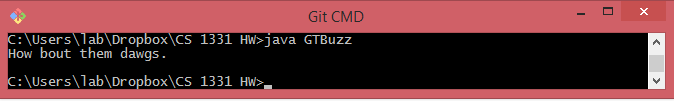 Git CMD
C:\Users\lab\Dropbox\CS 1331 HW>java GTBuzz
How bout them dawgs.
C:\Users\lab\Dropbox\CS 1331 HW>_